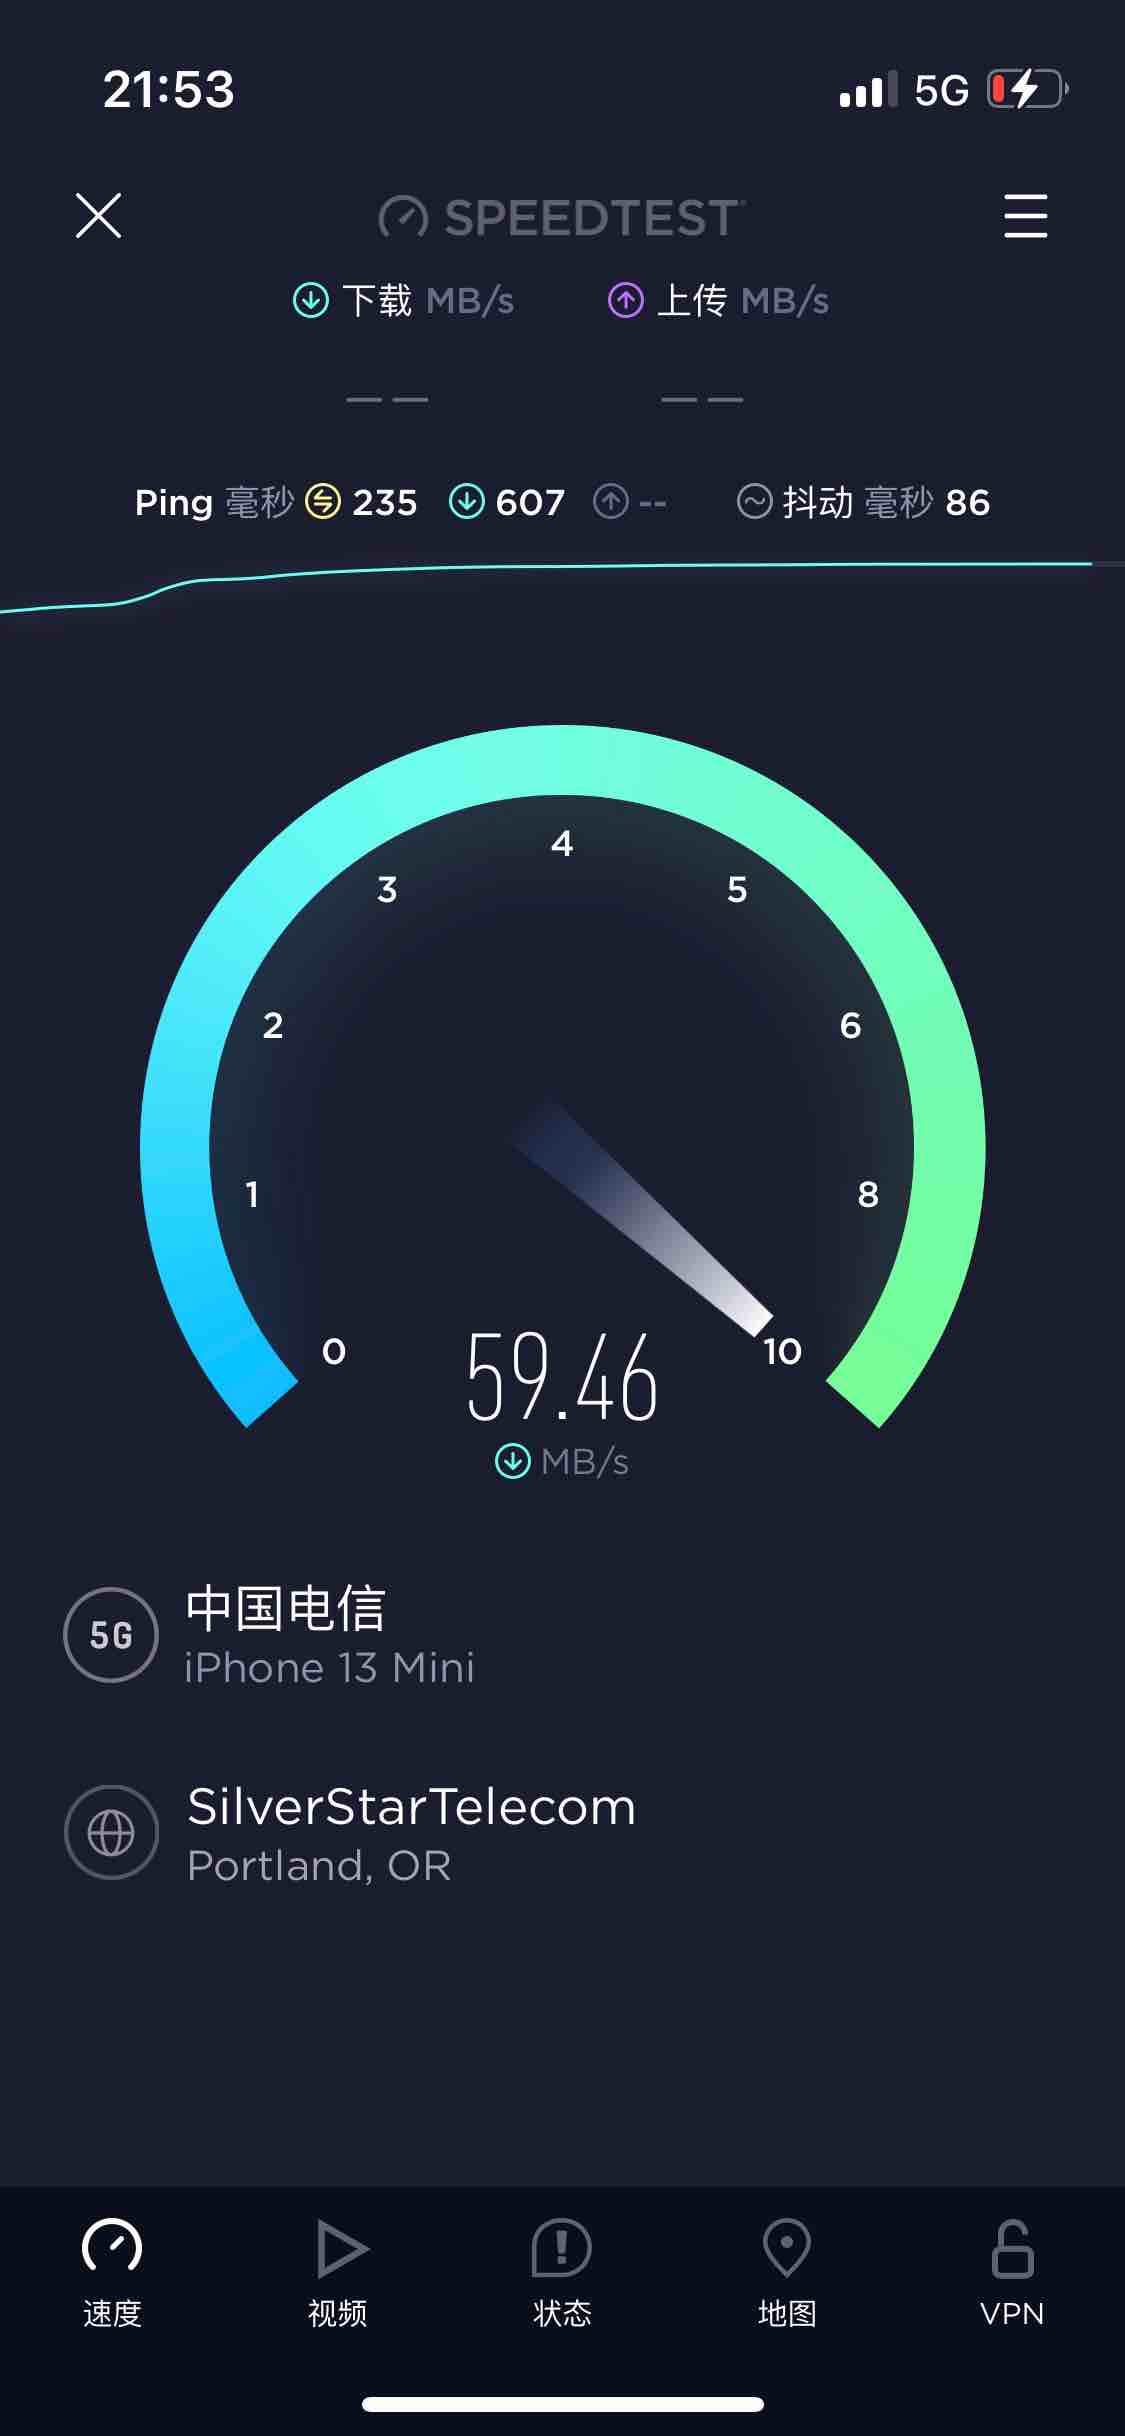 21:53 5G
SPEEDTEST
下载 MB/s 上传 MB/s
— — — —
Ping 毫秒 235 607 -- 抖动 毫秒 86
4
3 5
2 6
1 8
0 10
59.46
MB/s
5G 中国电信
iPhone 13 Mini
SilverStarTelecom
Portland, OR
速度 视频 状态 地图 VPN